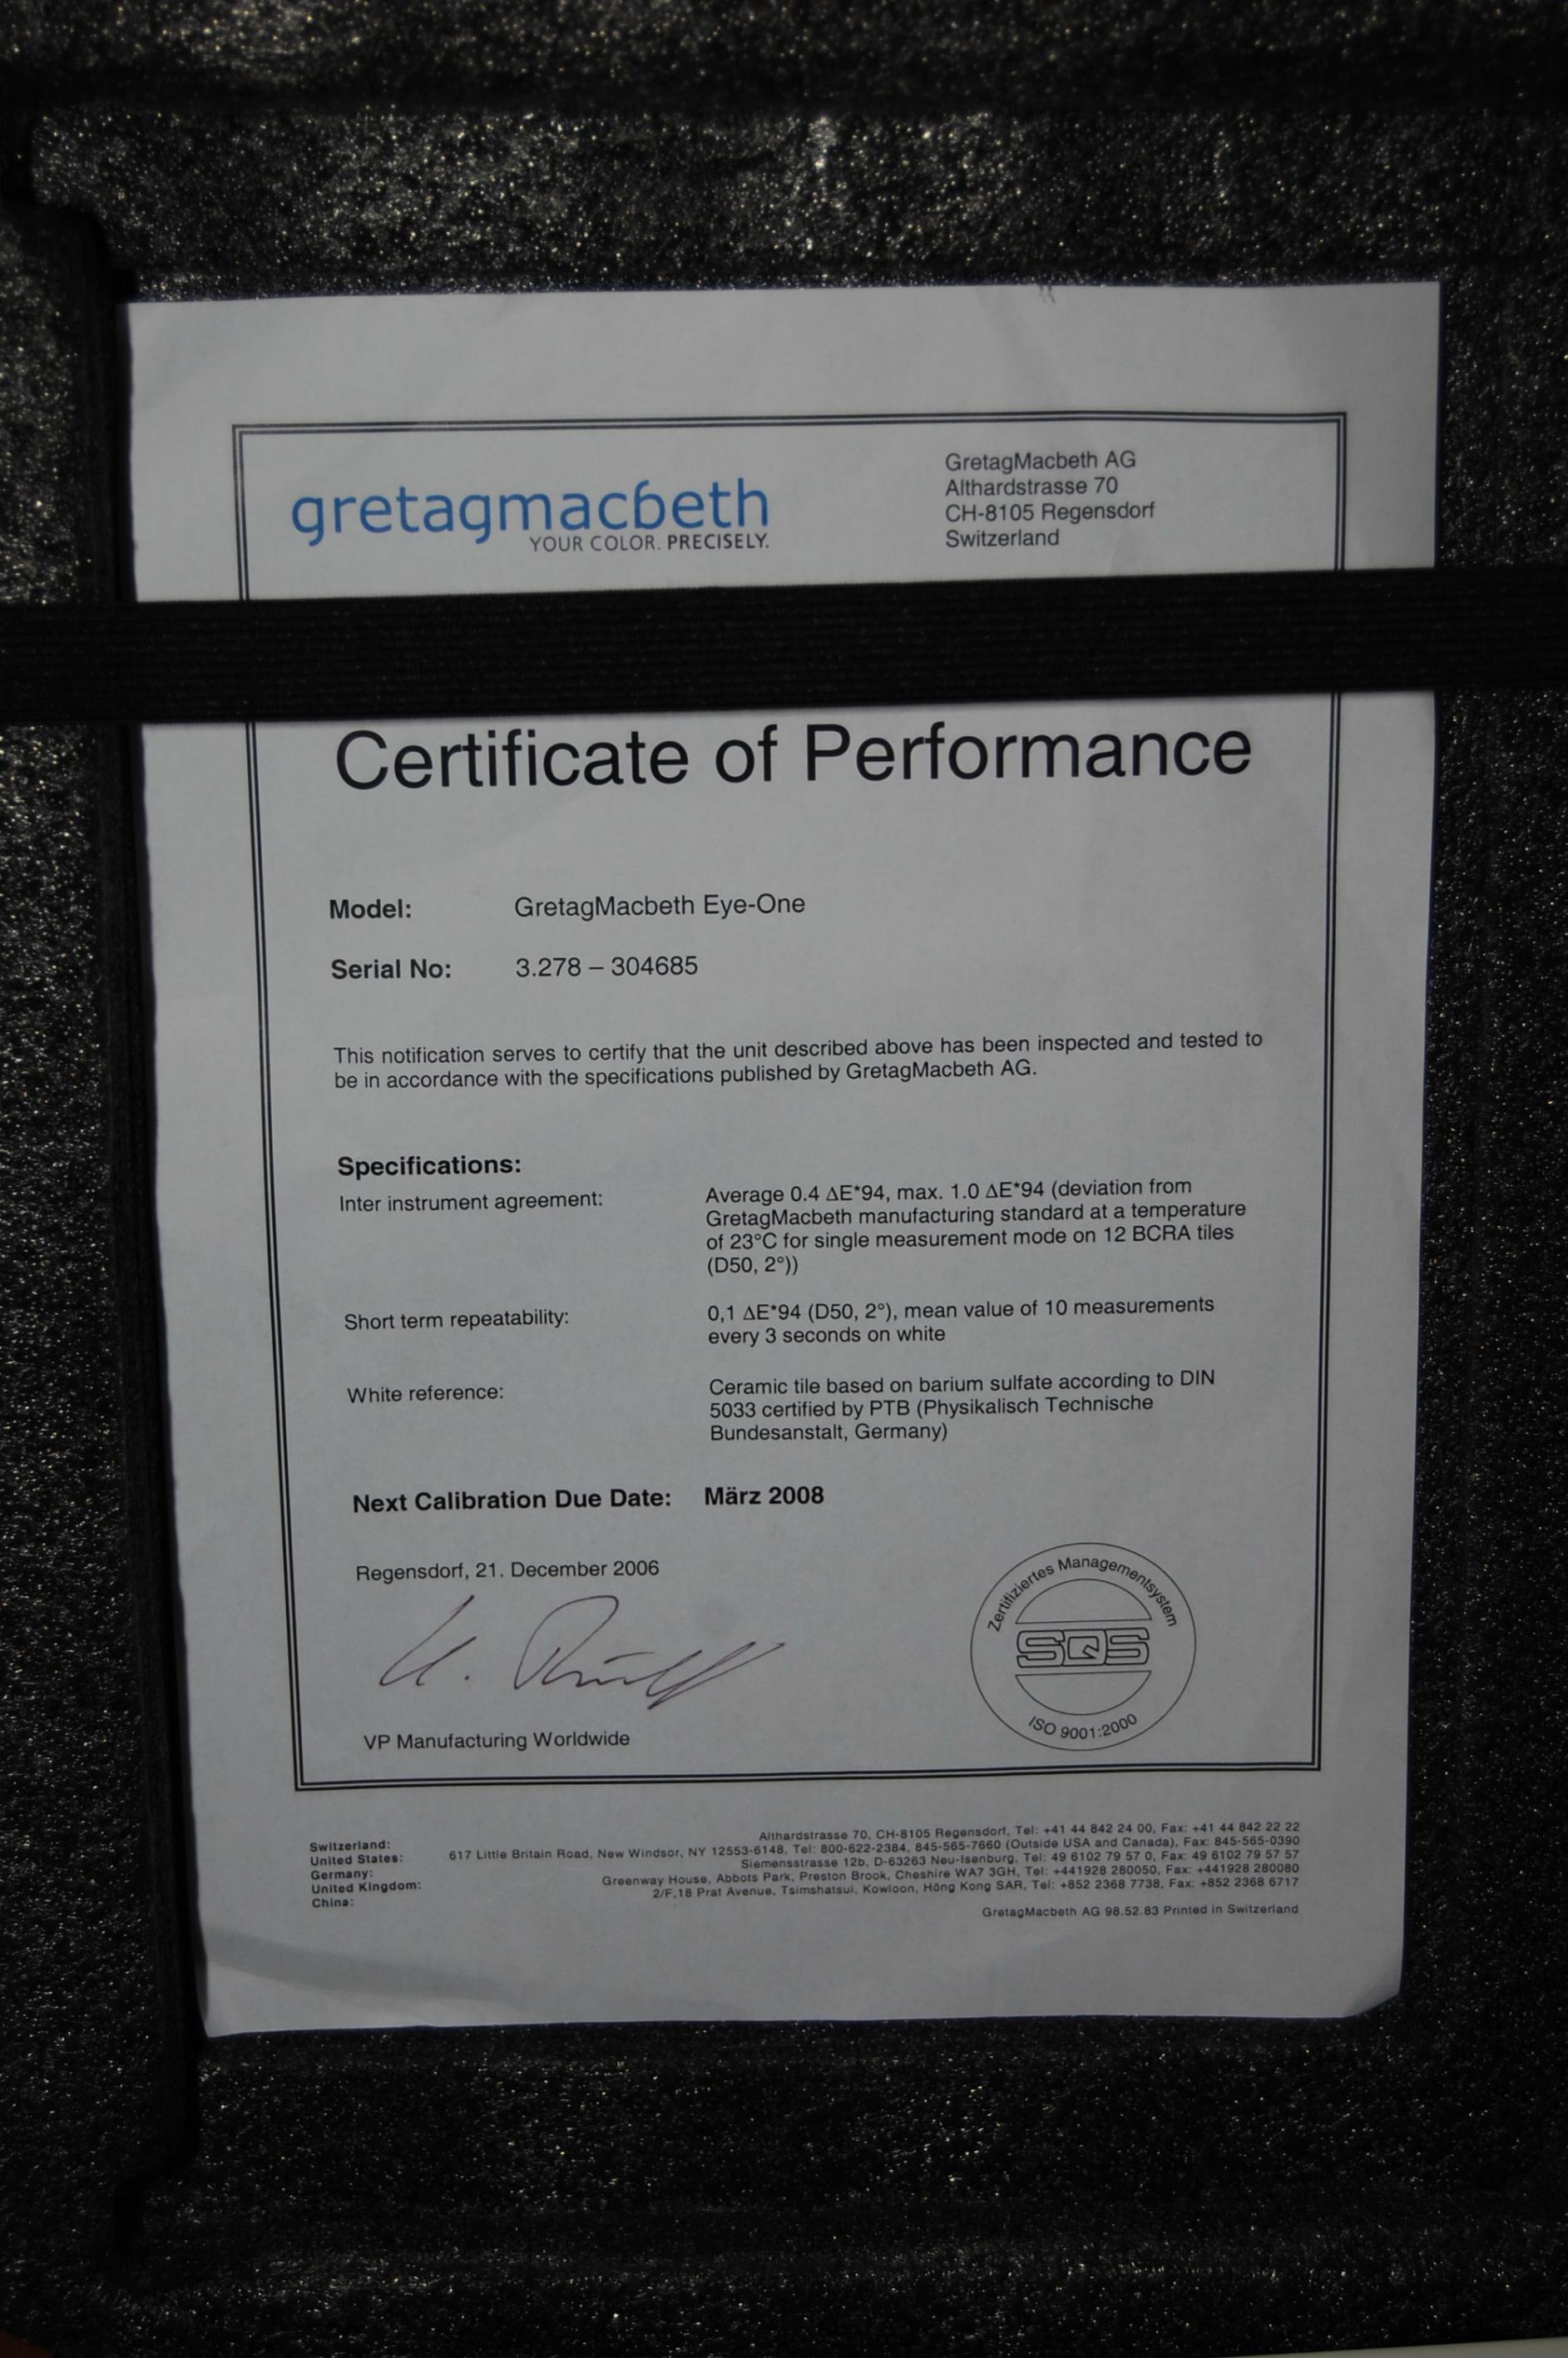 gretagmacbeth
YOUR COLOR. PRECISELY.
GretagMacbeth AG
Althardstrasse 70
CH-8105 Regensdorf
Switzerland
Certificate of Performance
Model: GretagMacbeth Eye-One
Serial No: 3.278 – 304685
This notification serves to certify that the unit described above has been inspected and tested to
be in accordance with the specifications published by GretagMacbeth AG.
Specifications:
Inter instrument agreement: Average 0.4 ΔE*94, max. 1.0 ΔE*94 (deviation from
GretagMacbeth manufacturing standard at a temperature
of 23°C for single measurement mode on 12 BCRA tiles
(D50, 2°))
Short term repeatability: 0,1 ΔE*94 (D50, 2°), mean value of 10 measurements
every 3 seconds on white
White reference: Ceramic tile based on barium sulfate according to DIN
5033 certified by PTB (Physikalisch Technische
Bundesanstalt, Germany)
Next Calibration Due Date: März 2008
Regensdorf, 21. December 2006
VP Manufacturing Worldwide
Zertifiziertes Managementsystem
SQS
ISO 9001:2000
Switzerland: Althardstrasse 70, CH-8105 Regensdorf, Tel: +41 44 842 24 00, Fax: +41 44 842 22 22
United States: 617 Little Britain Road, New Windsor, NY 12553-6148, Tel: 800-622-2384, 845-565-7660 (Outside USA and Canada), Fax: 845-565-0390
Germany: Siemensstrasse 12b, D-63263 Neu-Isenburg, Tel: 49 6102 79 57 0, Fax: 49 6102 79 57 57
United Kingdom: Greenway House, Abbots Park, Preston Brook, Cheshire WA7 3GH, Tel: +441928 280050, Fax: +441928 280080
China: 2/F,18 Prat Avenue, Tsimshatsui, Kowloon, Hong Kong SAR, Tel: +852 2368 7738, Fax: +852 2368 6717
GretagMacbeth AG 98.52.83 Printed in Switzerland